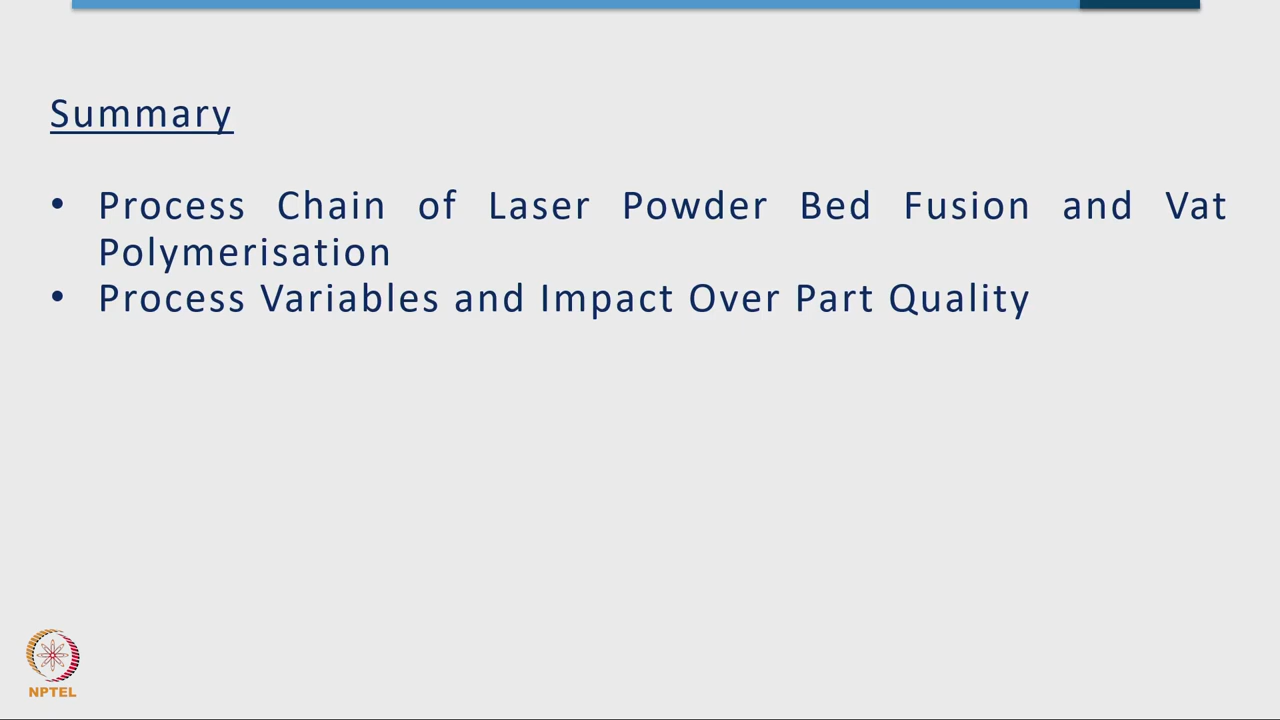 Summary
• Process Chain of Laser Powder Bed Fusion and Vat
Polymerisation
• Process Variables and Impact Over Part Quality
NPTEL